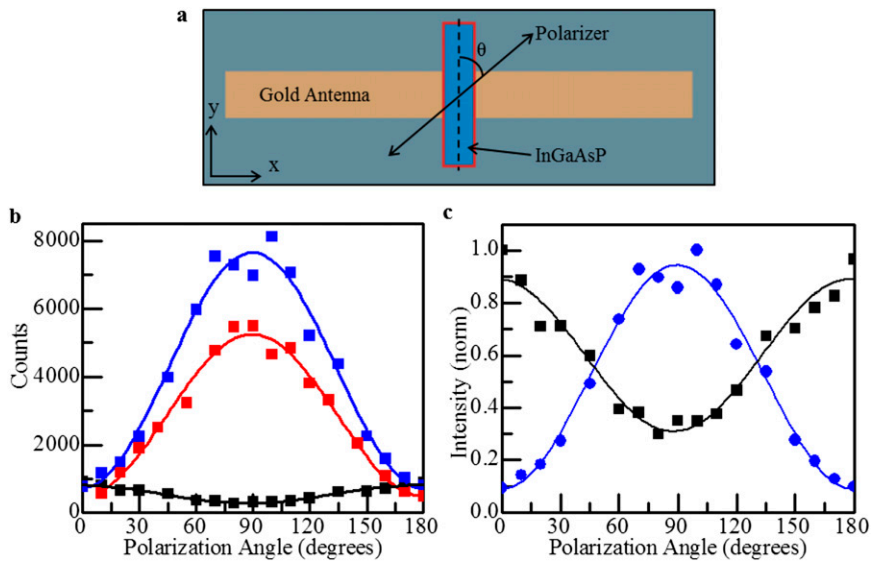 a
Polarizer
θ
Gold Antenna
y
x
InGaAsP
b
8000
6000
4000
2000
0
Counts
0 30 60 90 120 150 180
Polarization Angle (degrees)
c
1.0
0.8
0.6
0.4
0.2
0.0
Intensity (norm)
0 30 60 90 120 150 180
Polarization Angle (degrees)